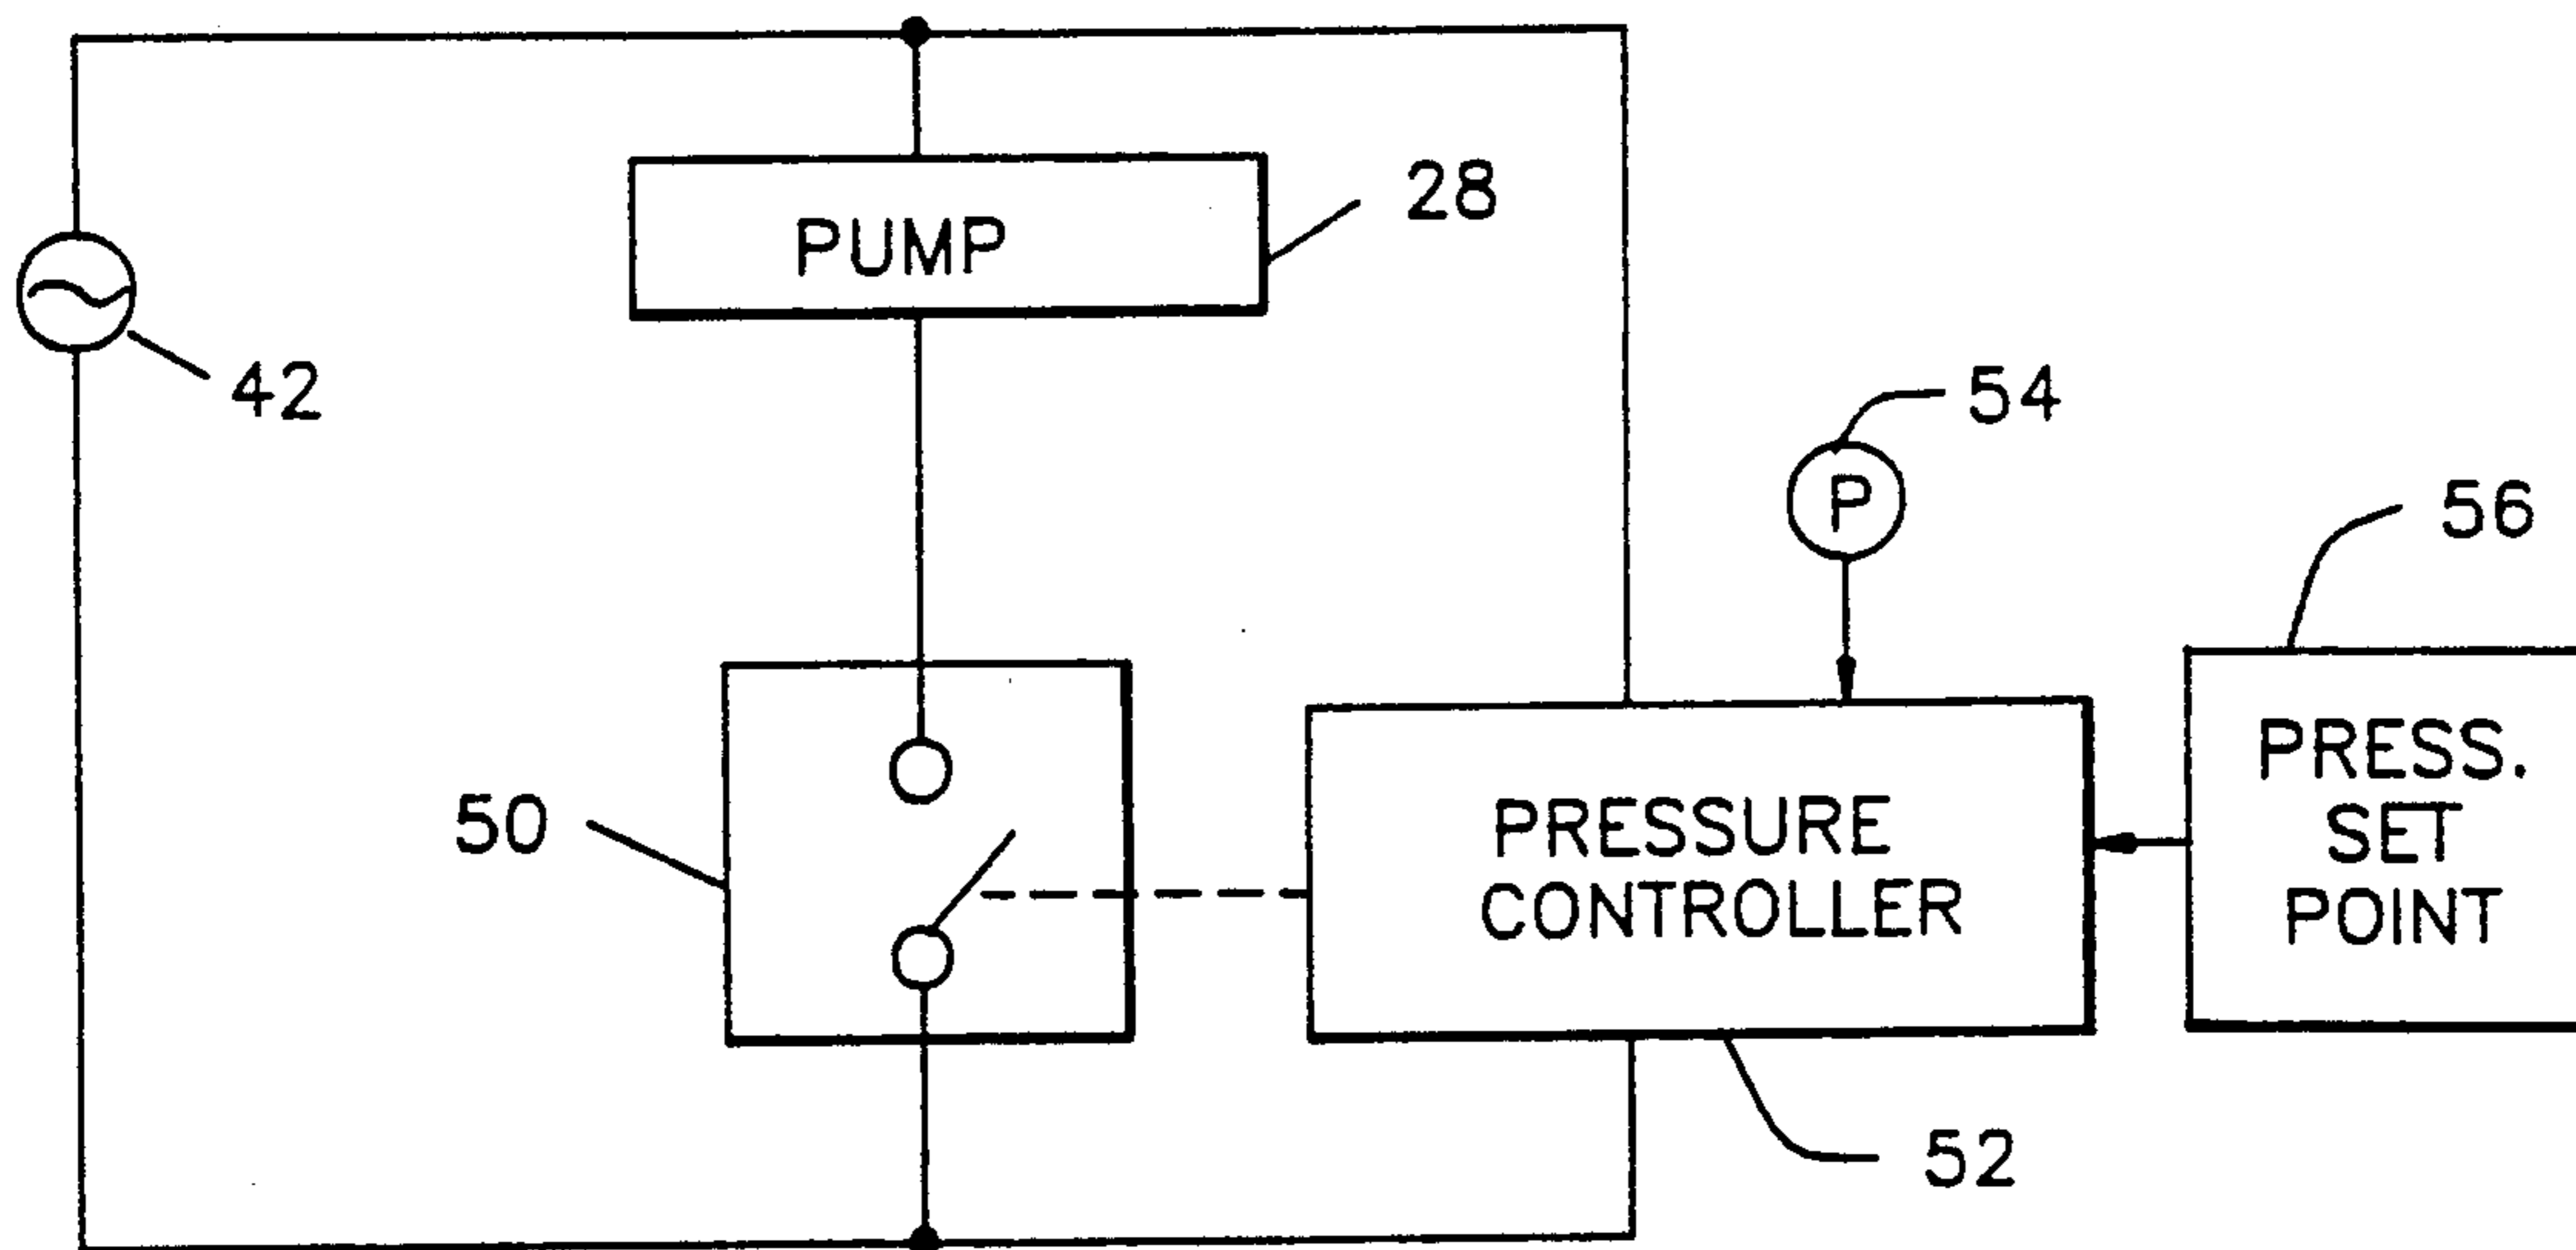 PUMP
28
42
54
P
56
50
PRESSURE
CONTROLLER
PRESS.
SET
POINT
52